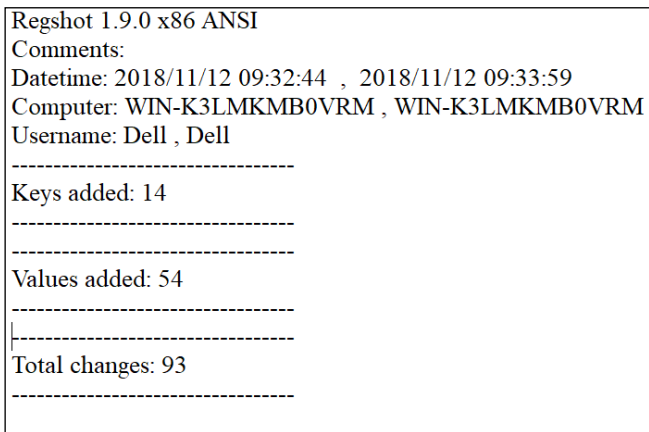 Regshot 1.9.0 x86 ANSI
Comments:
Datetime: 2018/11/12 09:32:44 , 2018/11/12 09:33:59
Computer: WIN-K3LMKMB0VRM , WIN-K3LMKMB0VRM
Username: Dell , Dell
----------------------------------
Keys added: 14
----------------------------------
----------------------------------
Values added: 54
----------------------------------
----------------------------------
Total changes: 93
----------------------------------